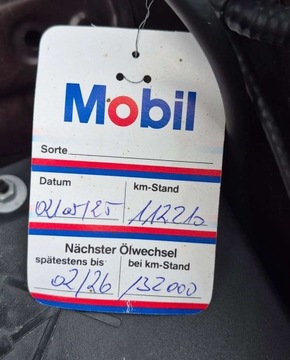 Mobil
Sorte
Datum km-Stand
Nächster Ölwechsel
spätestens bis bei km-Stand
02/26 132000